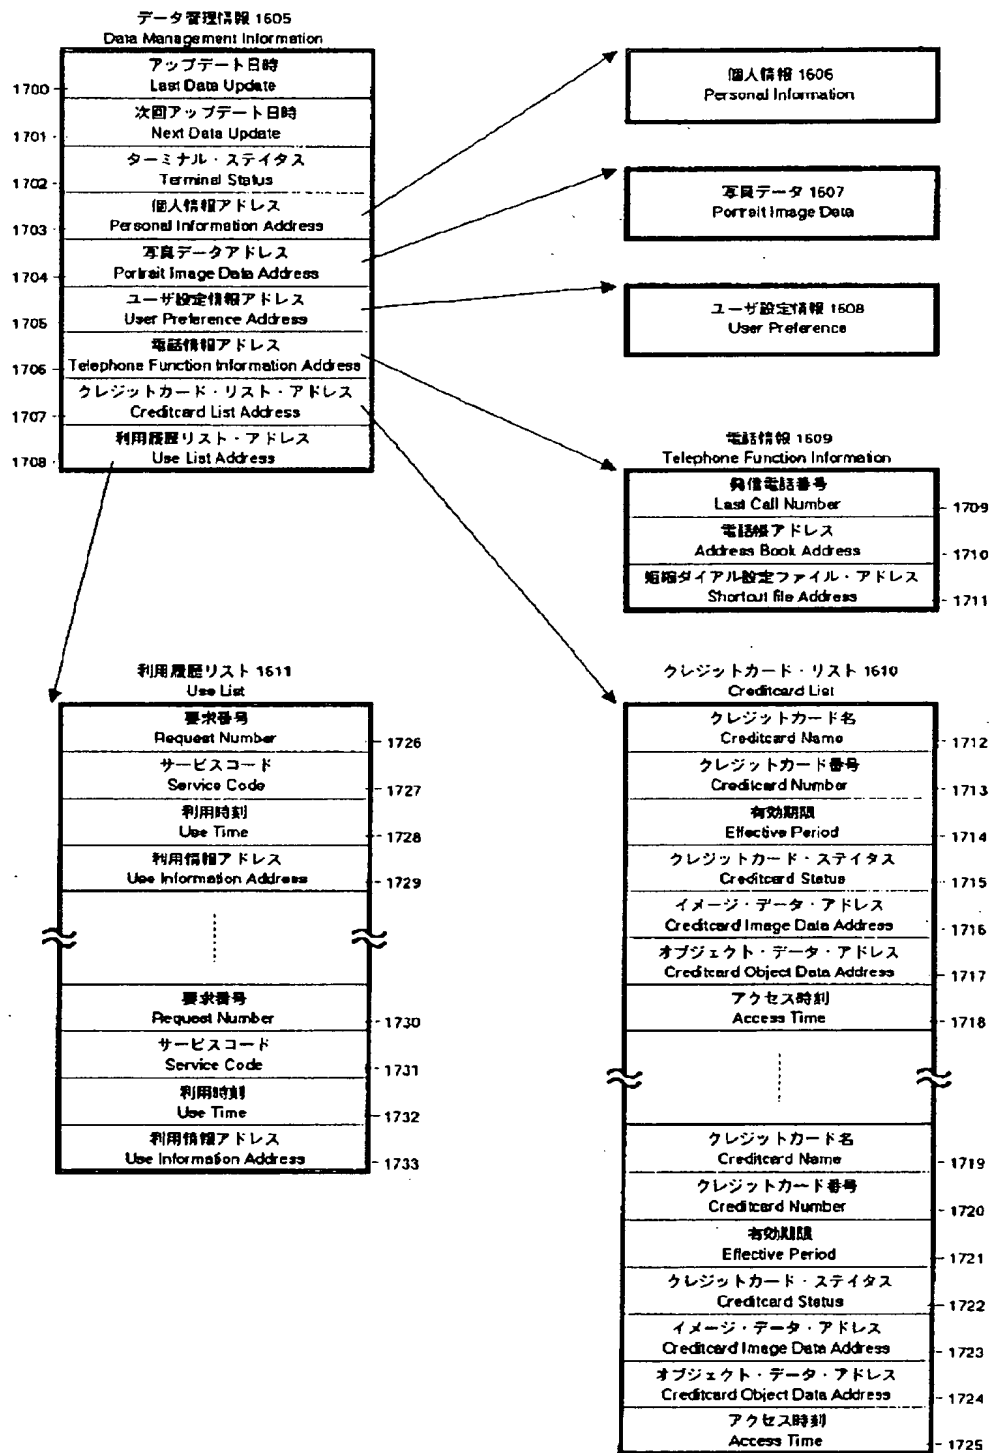 データ管理情報 1605
Data Management Information
アップデート日時
Last Data Update
1700
次回アップデート日時
Next Data Update
1701
ターミナル・ステイタス
Terminal Status
1702
個人情報アドレス
Personal Information Address
1703
写真データアドレス
Portrait Image Data Address
1704
ユーザ設定情報アドレス
User Preference Address
1705
電話情報アドレス
Telephone Function Information Address
1706
クレジットカード・リスト・アドレス
Creditcard List Address
1707
利用履歴リスト・アドレス
Use List Address
1708
個人情報 1606
Personal Information
写真データ 1607
Portrait Image Data
ユーザ設定情報 1608
User Preference
電話情報 1609
Telephone Function Information
発信電話番号
Last Call Number
1709
電話帳アドレス
Address Book Address
1710
短縮ダイアル設定ファイル・アドレス
Shortcut file Address
1711
利用履歴リスト 1611
Use List
要求番号
Request Number
1726
サービスコード
Service Code
1727
利用時刻
Use Time
1728
利用情報アドレス
Use Information Address
1729
要求番号
Request Number
1730
サービスコード
Service Code
1731
利用時刻
Use Time
1732
利用情報アドレス
Use Information Address
1733
クレジットカード・リスト 1610
Creditcard List
クレジットカード名
Creditcard Name
1712
クレジットカード番号
Creditcard Number
1713
有効期限
Effective Period
1714
クレジットカード・ステイタス
Creditcard Status
1715
イメージ・データ・アドレス
Creditcard Image Data Address
1716
オブジェクト・データ・アドレス
Creditcard Object Data Address
1717
アクセス時刻
Access Time
1718
クレジットカード名
Creditcard Name
1719
クレジットカード番号
Creditcard Number
1720
有効期限
Effective Period
1721
クレジットカード・ステイタス
Creditcard Status
1722
イメージ・データ・アドレス
Creditcard Image Data Address
1723
オブジェクト・データ・アドレス
Creditcard Object Data Address
1724
アクセス時刻
Access Time
1725